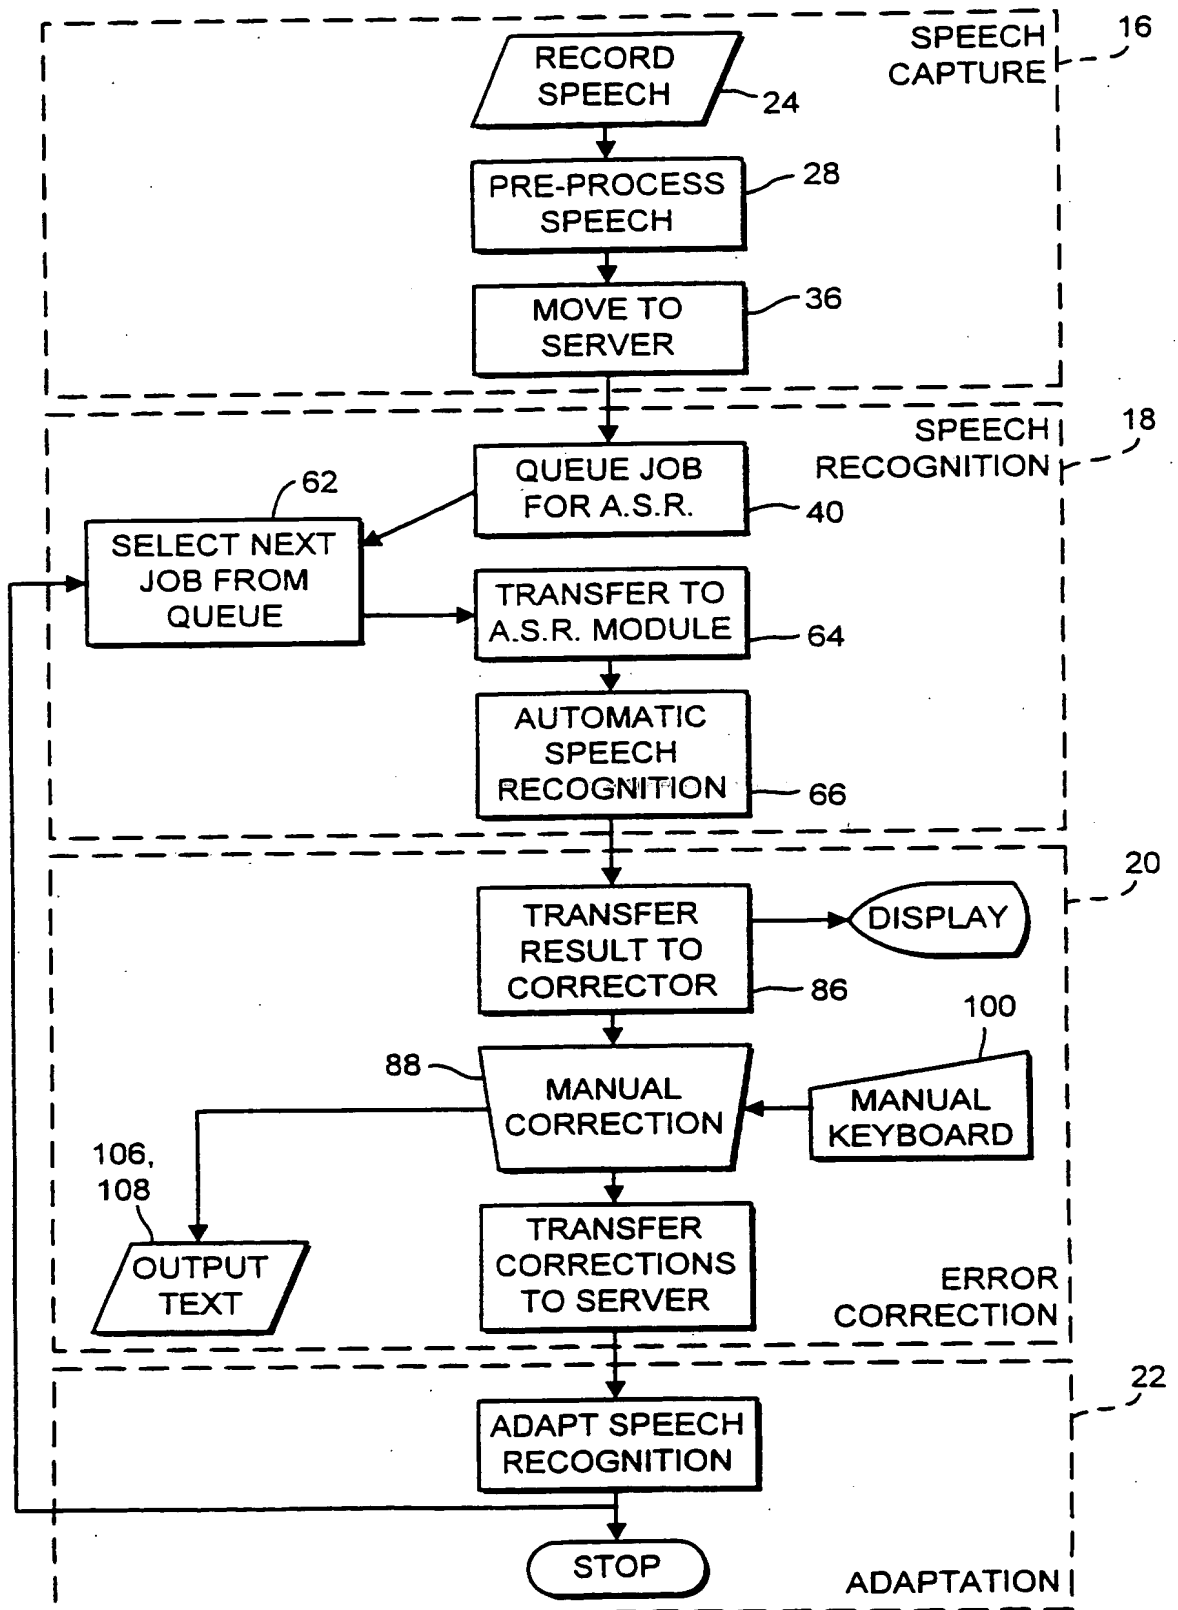 SPEECH
CAPTURE
16
RECORD
SPEECH
24
PRE-PROCESS
SPEECH
28
MOVE TO
SERVER
36
SPEECH
RECOGNITION
18
QUEUE JOB
FOR A.S.R.
40
62
SELECT NEXT
JOB FROM
QUEUE
TRANSFER TO
A.S.R. MODULE
64
AUTOMATIC
SPEECH
RECOGNITION
66
20
TRANSFER
RESULT TO
CORRECTOR
86
DISPLAY
100
88
MANUAL
CORRECTION
MANUAL
KEYBOARD
106,
108
OUTPUT
TEXT
TRANSFER
CORRECTIONS
TO SERVER
ERROR
CORRECTION
22
ADAPT SPEECH
RECOGNITION
STOP
ADAPTATION